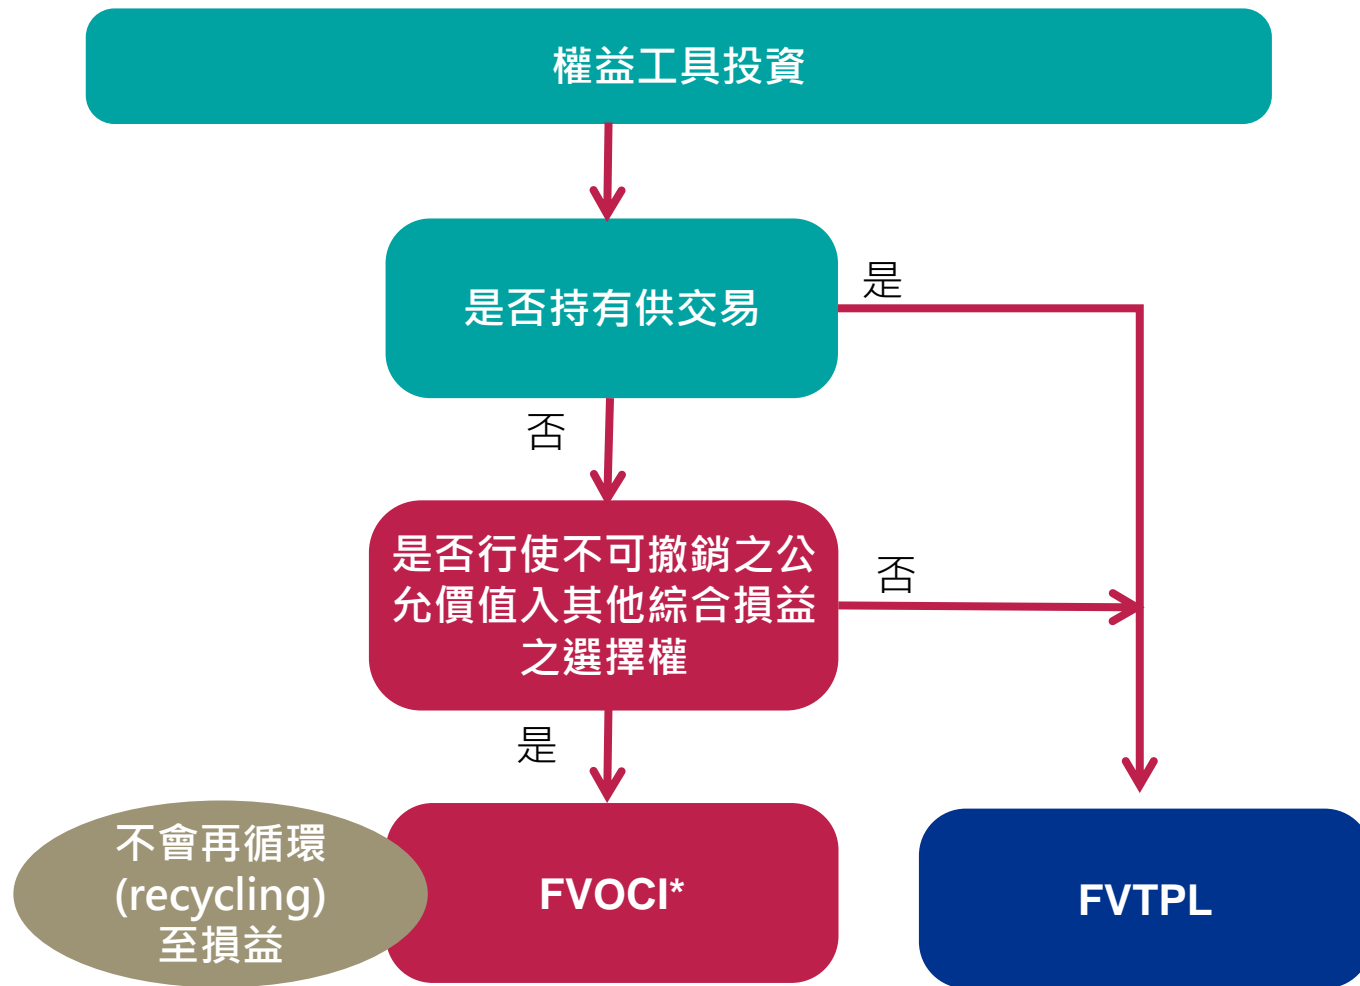 權益工具投資
是否持有供交易
是
否
是否行使不可撤銷之公
允價值入其他綜合損益
之選擇權
否
是
不會再循環
(recycling)
至損益
FVOCI*
FVTPL